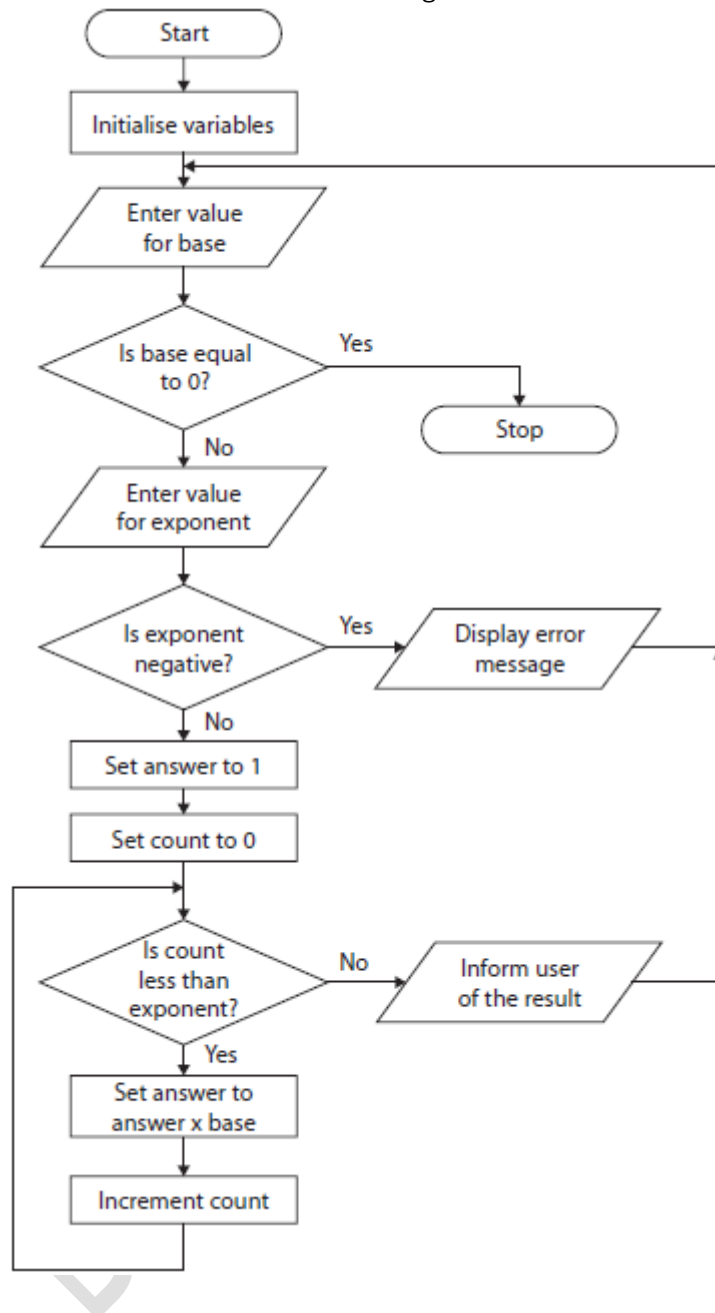 Start
Initialise variables
Enter value
for base
Is base equal
to 0?
Yes
Stop
No
Enter value
for exponent
Is exponent
negative?
Yes
Display error
message
No
Set answer to 1
Set count to 0
Is count
less than
exponent?
No
Inform user
of the result
Yes
Set answer to
answer x base
Increment count